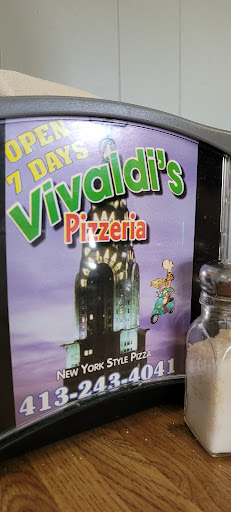 OPEN
7 DAYS
Vivaldi's
Pizzeria
NEW YORK STYLE PIZZA
413-243-4041